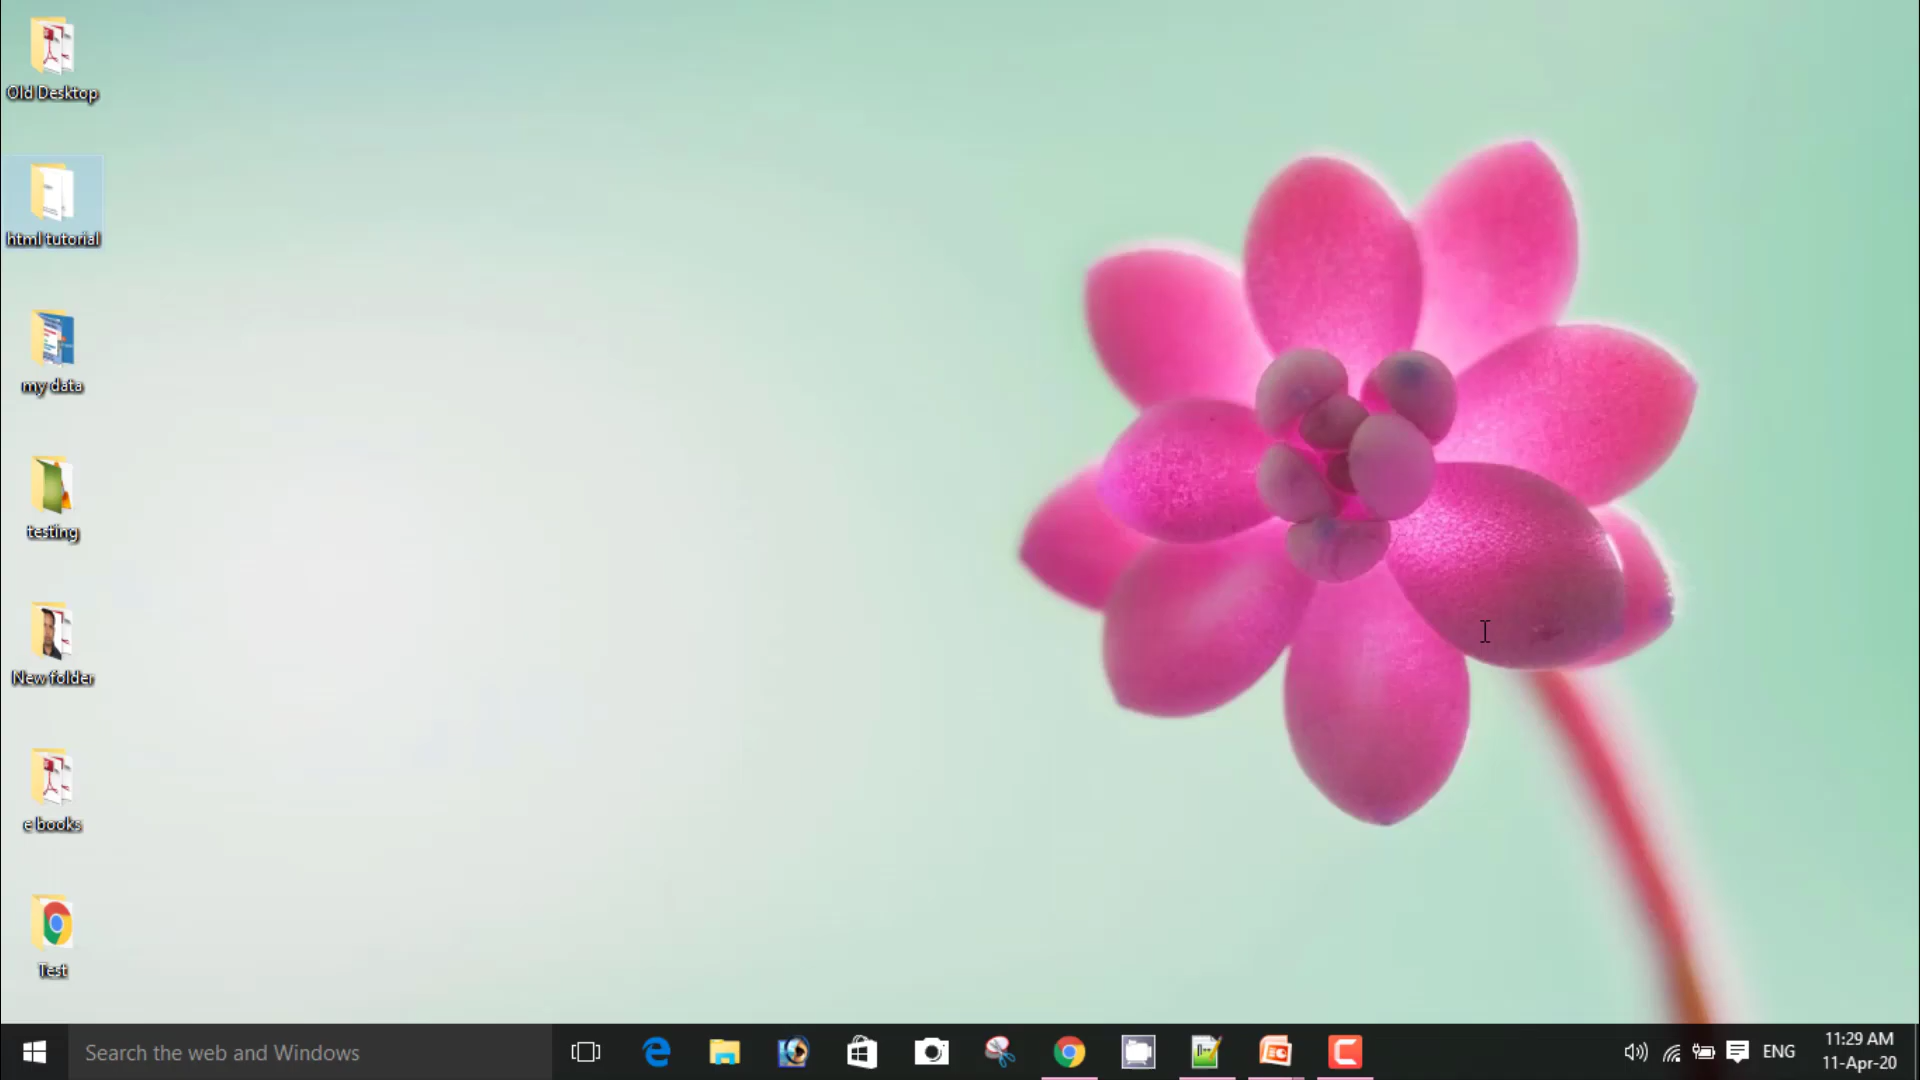 Old Desktop
html tutorial
my data
testing
New folder
e books
Test
Search the web and Windows
ENG
11:29 AM
11-Apr-20